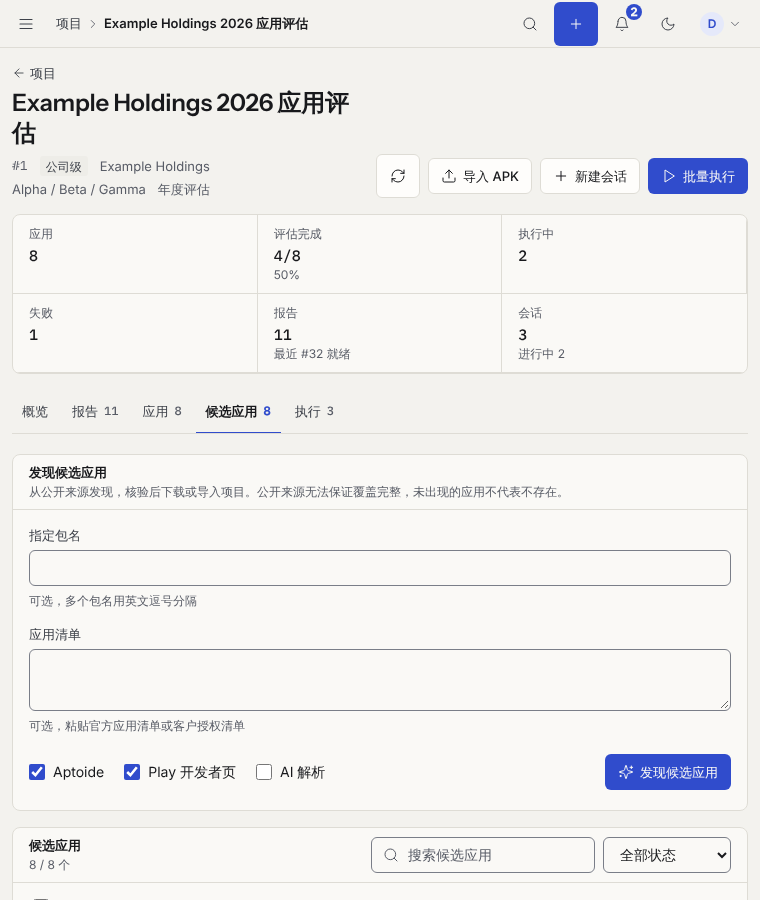 项目 > Example Holdings 2026 应用评估
2
D
← 项目
Example Holdings 2026 应用评
估
#1 公司级 Example Holdings
Alpha / Beta / Gamma 年度评估
导入 APK
新建会话
批量执行
应用
8
评估完成
4/8
50%
执行中
2
失败
1
报告
11
最近 #32 就绪
会话
3
进行中 2
概览 报告 11 应用 8 候选应用 8 执行 3
发现候选应用
从公开来源发现，核验后下载或导入项目。公开来源无法保证覆盖完整，未出现的应用不代表不存在。
指定包名
可选，多个包名用英文逗号分隔
应用清单
可选，粘贴官方应用清单或客户授权清单
Aptoide Play 开发者页 AI 解析 发现候选应用
候选应用
8 / 8 个
搜索候选应用
全部状态